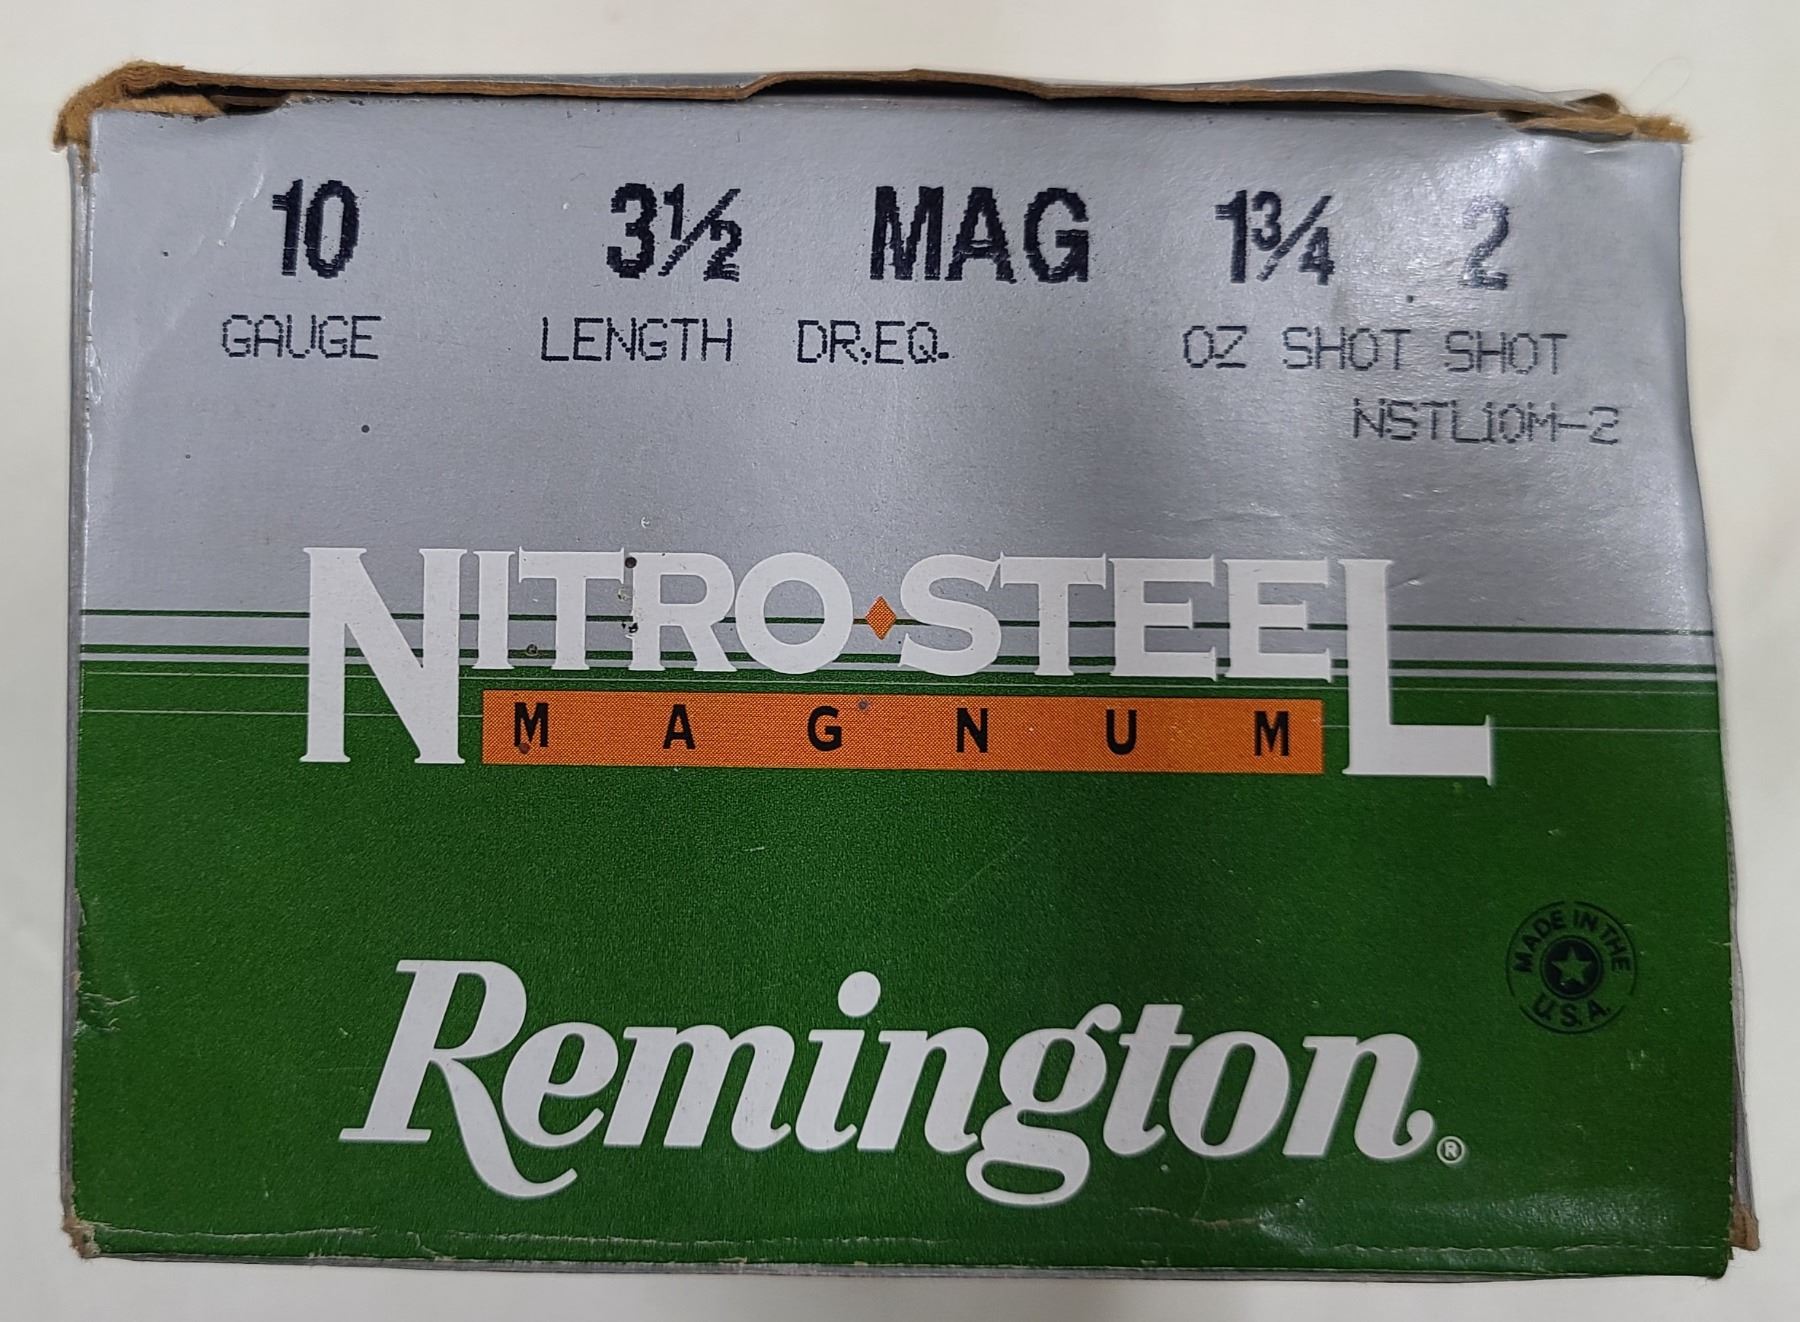 10 3½ MAG 1¾ 2
GAUGE LENGTH DR.EQ. OZ SHOT SHOT
NSTL10M-2
NITRO STEEL
MAGNUM
MADE IN THE
U.S.A.
Remington®